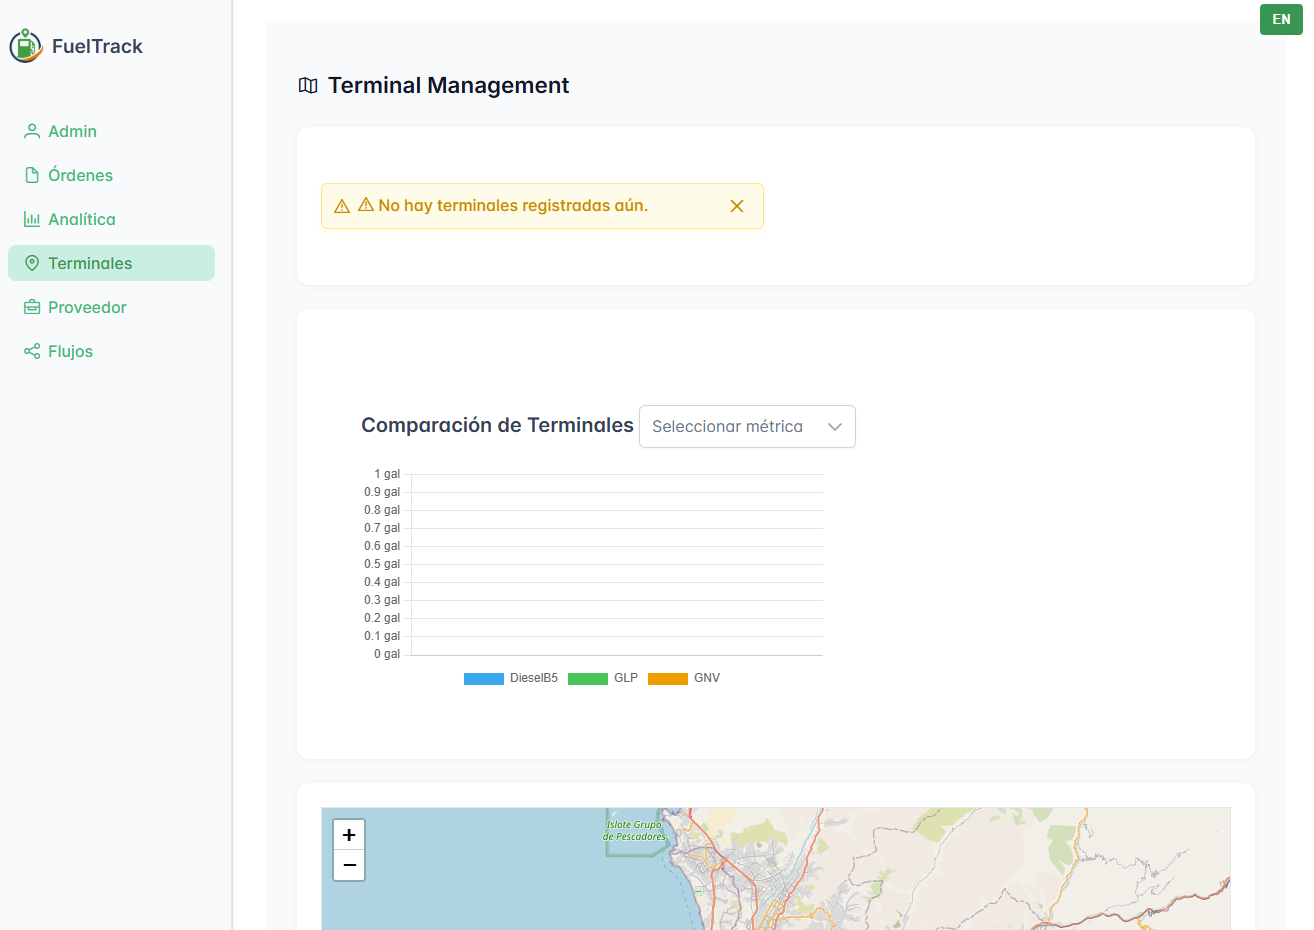 FuelTrack
EN
Admin
Órdenes
Analítica
Terminales
Proveedor
Flujos
Terminal Management
⚠ No hay terminales registradas aún.
Comparación de Terminales
Seleccionar métrica
1 gal
0.9 gal
0.8 gal
0.7 gal
0.6 gal
0.5 gal
0.4 gal
0.3 gal
0.2 gal
0.1 gal
0 gal
DieselB5 GLP GNV
+
−
Islote Grupo
de Pescadores